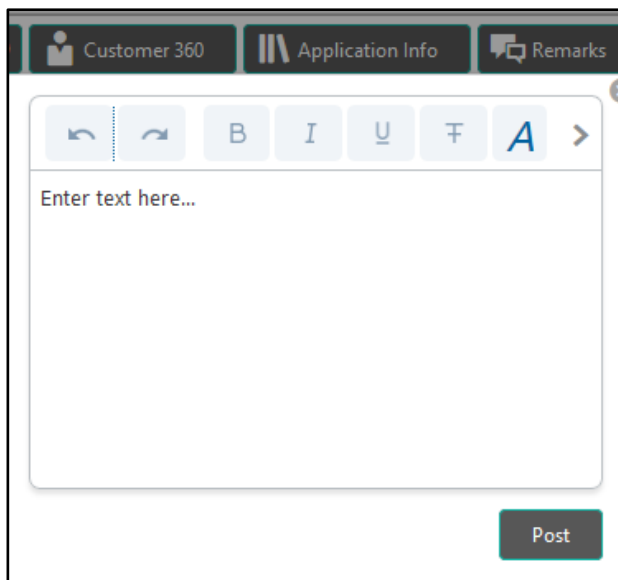 Customer 360
Application Info
Remarks
B I U T A
Enter text here...
Post